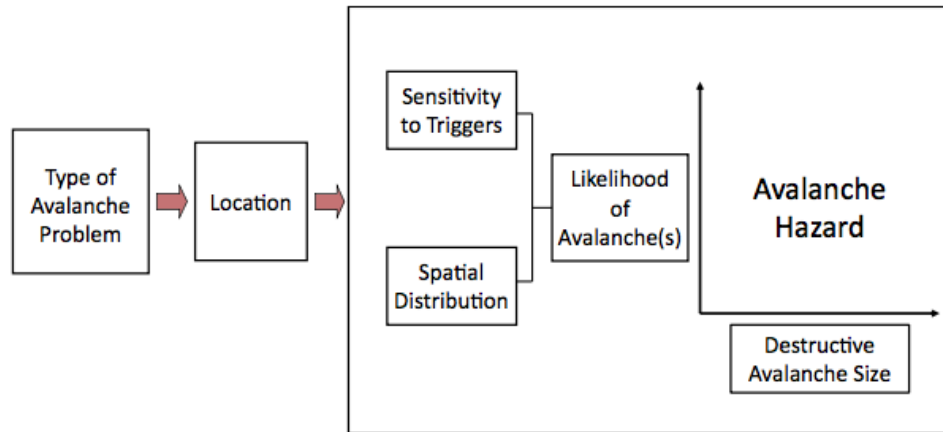 Type of
Avalanche
Problem
Location
Sensitivity
to Triggers
Spatial
Distribution
Likelihood
of
Avalanche(s)
Avalanche
Hazard
Destructive
Avalanche Size